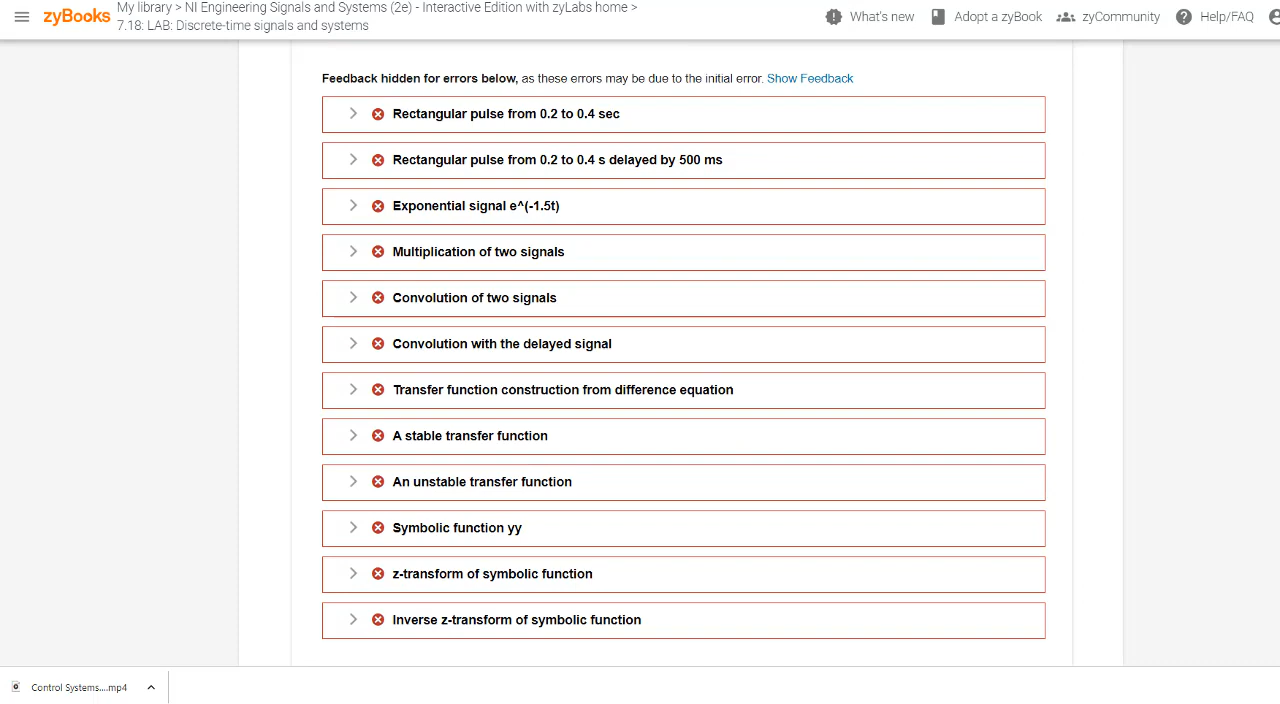 zyBooks
My library > NI Engineering Signals and Systems (2e) - Interactive Edition with zyLabs home >
7.18: LAB: Discrete-time signals and systems
What's new
Adopt a zyBook
zyCommunity
Help/FAQ
Feedback hidden for errors below, as these errors may be due to the initial error. Show Feedback
Rectangular pulse from 0.2 to 0.4 sec
Rectangular pulse from 0.2 to 0.4 s delayed by 500 ms
Exponential signal e^(-1.5t)
Multiplication of two signals
Convolution of two signals
Convolution with the delayed signal
Transfer function construction from difference equation
A stable transfer function
An unstable transfer function
Symbolic function yy
z-transform of symbolic function
Inverse z-transform of symbolic function
Control Systems....mp4